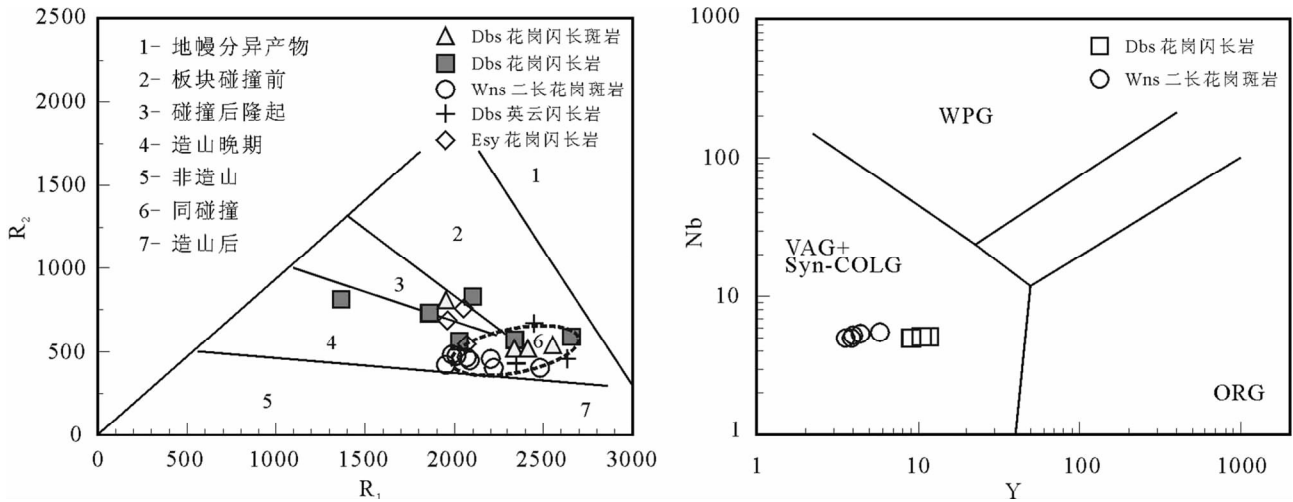 2500
2000
1500
1000
500
0
R₂
0
500
1000
1500
2000
2500
3000
R₁
1- 地幔分异产物
2- 板块碰撞前
3- 碰撞后隆起
4- 造山晚期
5- 非造山
6- 同碰撞
7- 造山后
Dbs 花岗闪长斑岩
Dbs 花岗闪长岩
Wns 二长花岗斑岩
Dbs 英云闪长岩
Esy 花岗闪长岩
1
2
3
4
5
6
7
1000
100
10
1
Nb
1
10
100
1000
Y
Dbs 花岗闪长岩
Wns 二长花岗斑岩
WPG
VAG+
Syn-COLG
ORG